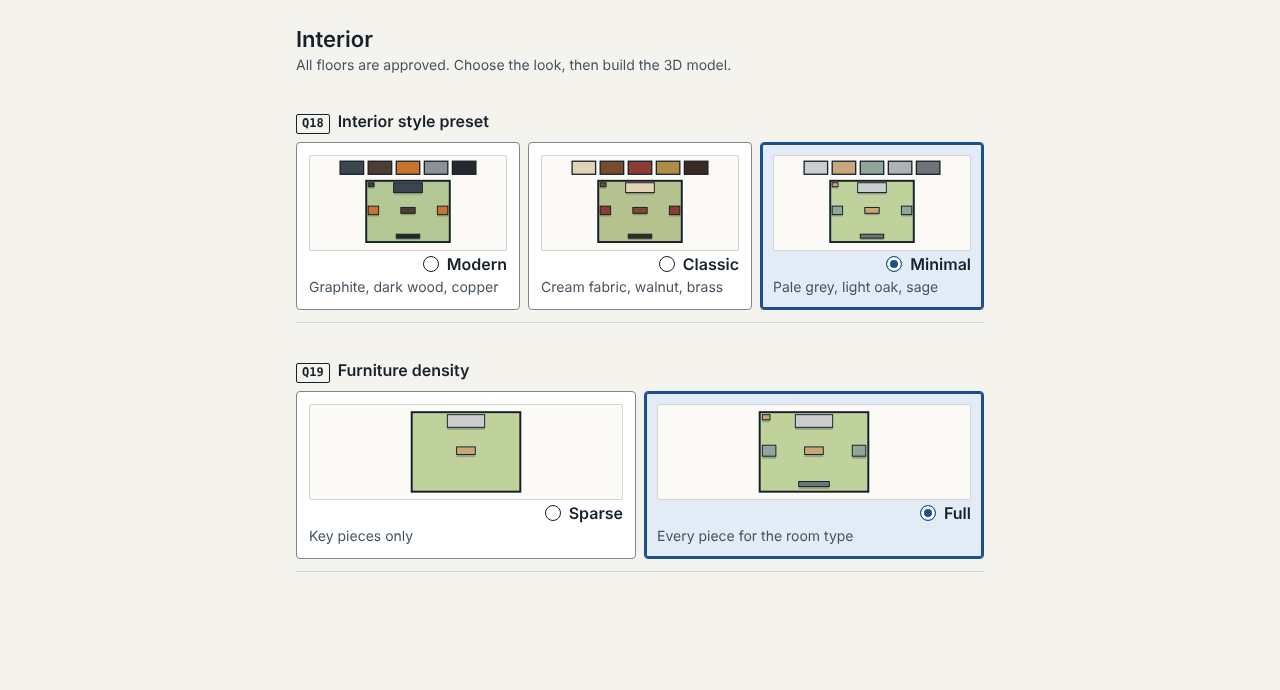 Interior
All floors are approved. Choose the look, then build the 3D model.
Q18 Interior style preset
Modern
Graphite, dark wood, copper
Classic
Cream fabric, walnut, brass
Minimal
Pale grey, light oak, sage
Q19 Furniture density
Sparse
Key pieces only
Full
Every piece for the room type